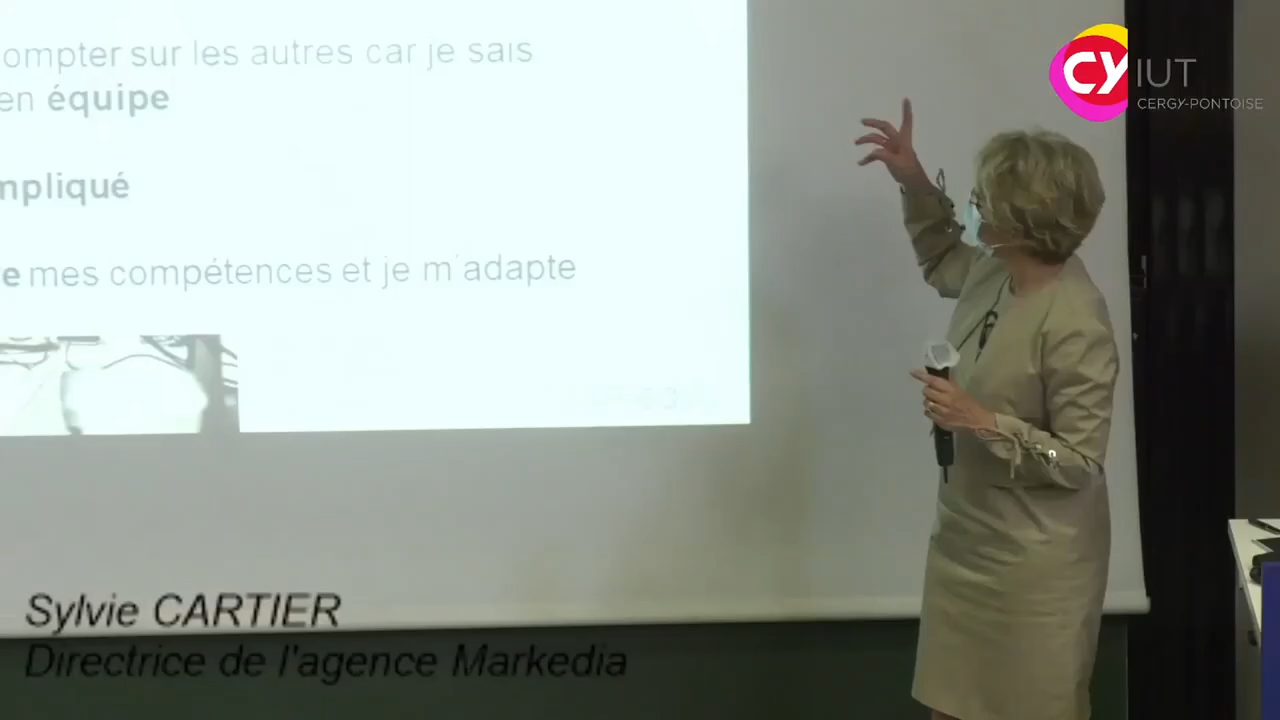 ompter sur les autres car je sais
en équipe
mpliqué
e mes compétences et je m'adapte
CY IUT
CERGY-PONTOISE
Sylvie CARTIER
Directrice de l'agence Markedia